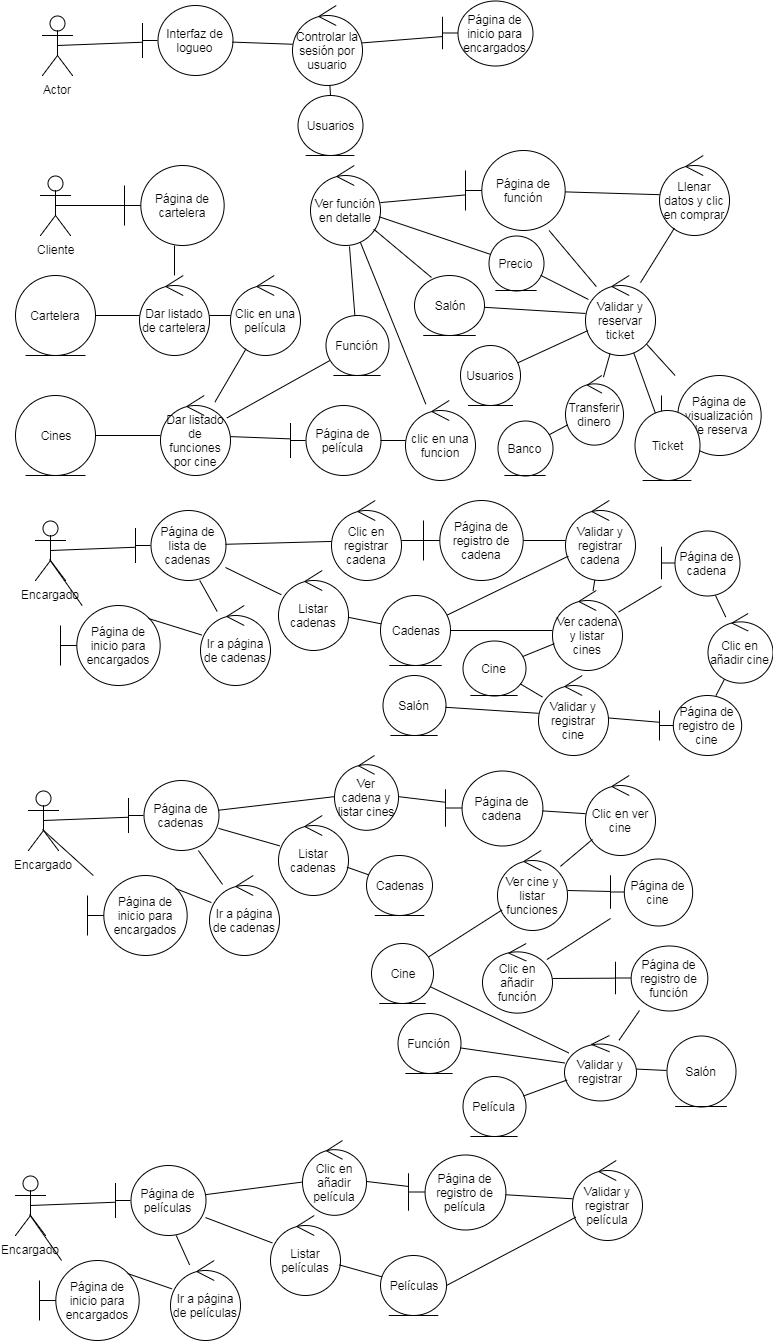 Interfaz de
logueo
Controlar la
sesión por
usuario
Página de
inicio para
encargados
Actor
Usuarios
Página de
cartelera
Cliente
Ver función
en detalle
Página de
función
Llenar
datos y clic
en comprar
Precio
Cartelera
Dar listado
de cartelera
Clic en una
película
Salón
Validar y
reservar
ticket
Función
Usuarios
Cines
Dar listado
de
funciones
por cine
Página de
película
clic en una
funcion
Transferir
dinero
Banco
Página de
visualización
de reserva
Ticket
Página de
lista de
cadenas
Clic en
registrar
cadena
Página de
registro de
cadena
Validar y
registrar
cadena
Página de
cadena
Encargado
Página de
inicio para
encargados
Ir a página
de cadenas
Listar
cadenas
Cadenas
Ver cadena
y listar
cines
Clic en
añadir cine
Cine
Salón
Validar y
registrar
cine
Página de
registro de
cine
Ver
cadena y
listar cines
Página de
cadenas
Página de
cadena
Clic en ver
cine
Encargado
Listar
cadenas
Cadenas
Página de
inicio para
encargados
Ir a página
de cadenas
Ver cine y
listar
funciones
Página de
cine
Cine
Clic en
añadir
función
Página de
registro de
función
Función
Validar y
registrar
Salón
Película
Clic en
añadir
película
Página de
películas
Página de
registro de
película
Validar y
registrar
película
Encargado
Listar
películas
Películas
Página de
inicio para
encargados
Ir a página
de películas